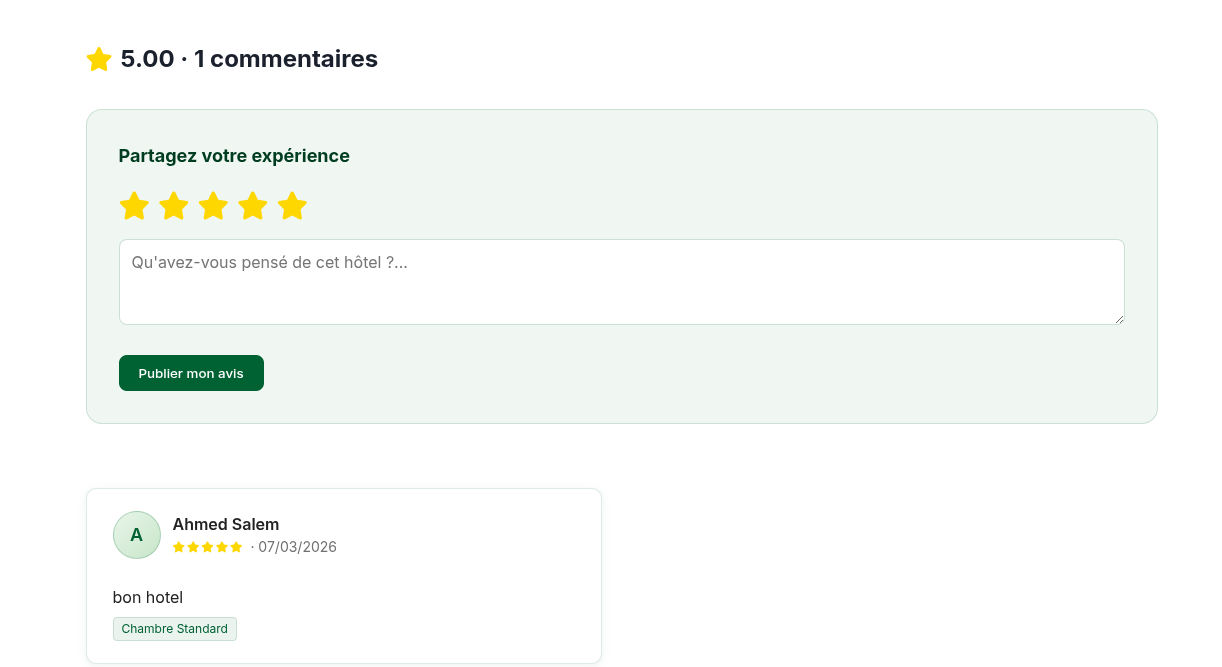 5.00 · 1 commentaires
Partagez votre expérience
Qu'avez-vous pensé de cet hôtel ?...
Publier mon avis
A
Ahmed Salem
· 07/03/2026
bon hotel
Chambre Standard